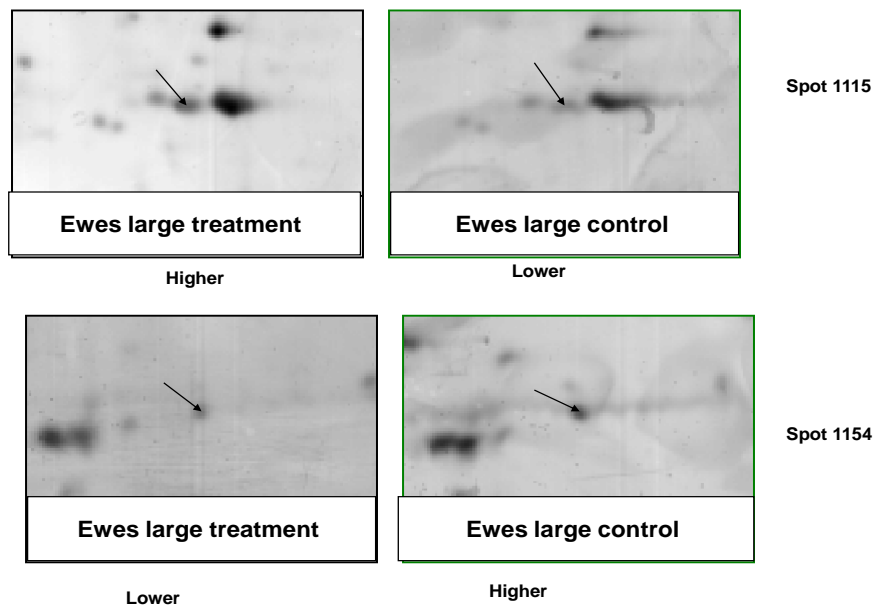 Spot 1115
Ewes large treatment
Ewes large control
Higher
Lower
Spot 1154
Ewes large treatment
Ewes large control
Lower
Higher